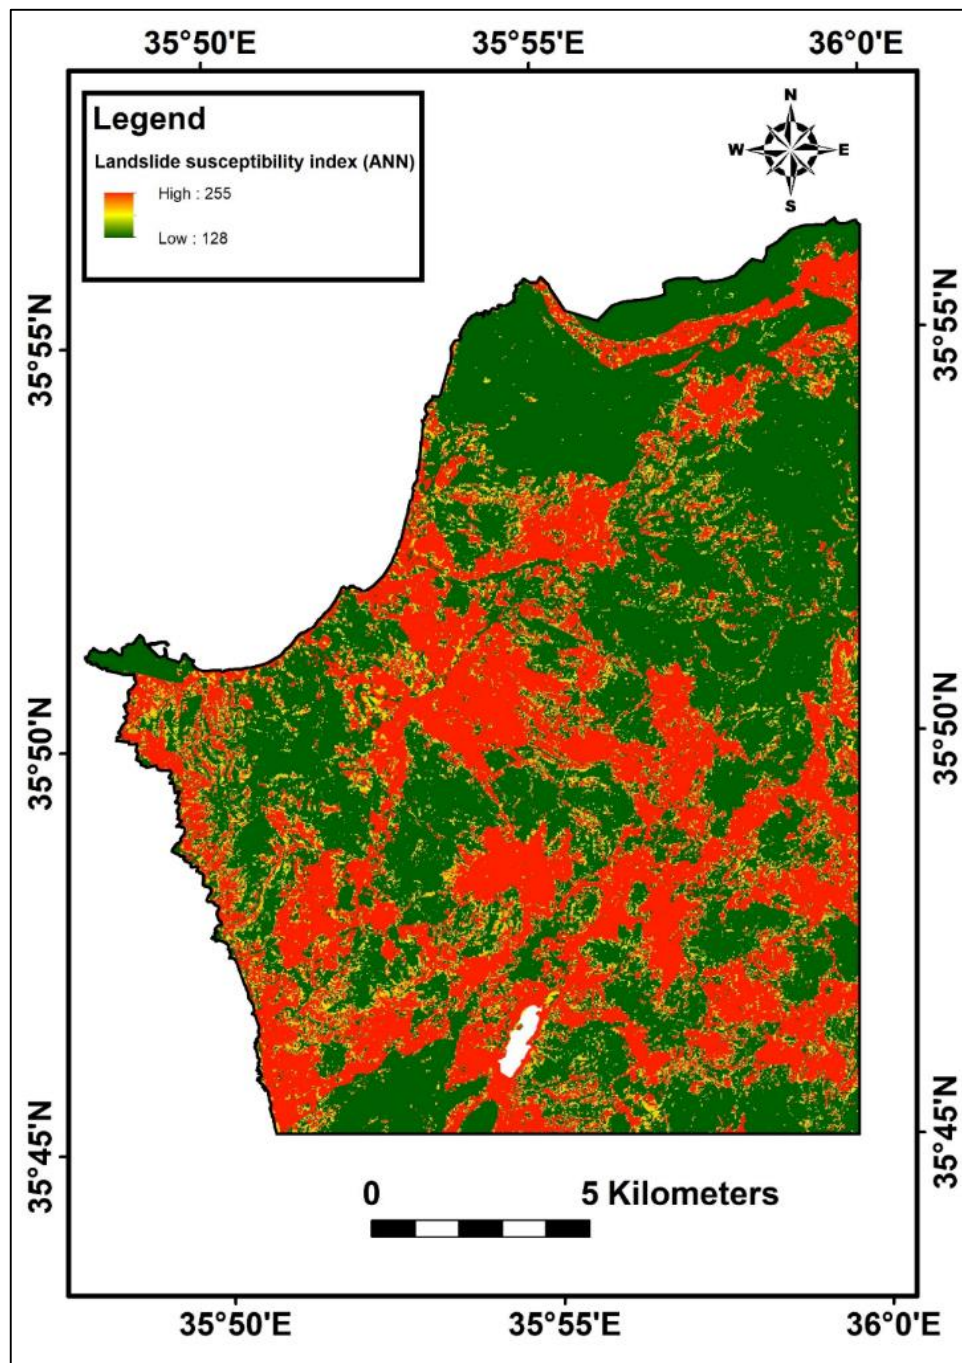 35°50'E 35°55'E 36°0'E
Legend
Landslide susceptibility index (ANN)
High : 255
Low : 128
N
W E
S
35°55'N 35°55'N
35°50'N 35°50'N
35°45'N 35°45'N
0 5 Kilometers
35°50'E 35°55'E 36°0'E